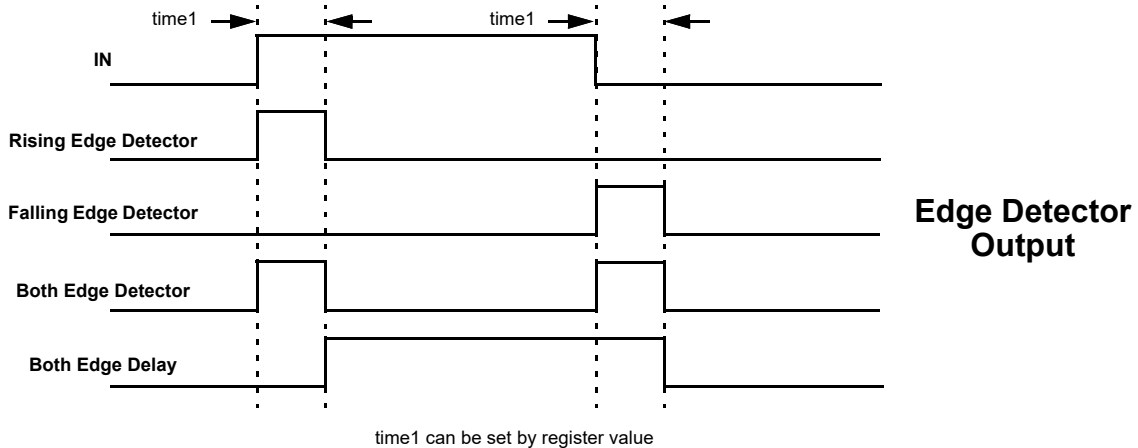 time1
time1
IN
Rising Edge Detector
Falling Edge Detector
Edge Detector
Output
Both Edge Detector
Both Edge Delay
time1 can be set by register value